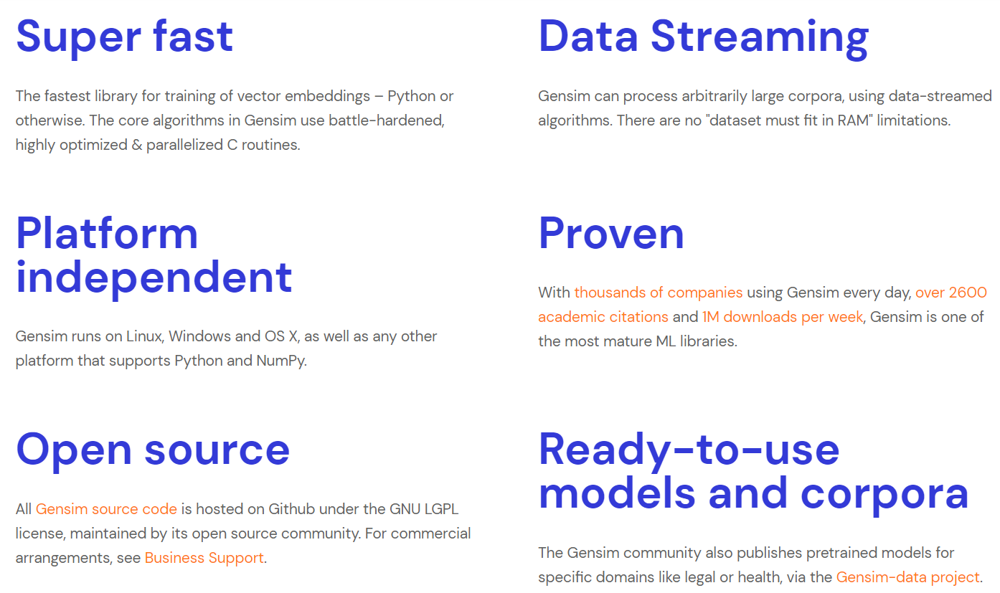 Super fast
The fastest library for training of vector embeddings – Python or
otherwise. The core algorithms in Gensim use battle-hardened,
highly optimized & parallelized C routines.
Data Streaming
Gensim can process arbitrarily large corpora, using data-streamed
algorithms. There are no "dataset must fit in RAM" limitations.
Platform
independent
Gensim runs on Linux, Windows and OS X, as well as any other
platform that supports Python and NumPy.
Proven
With thousands of companies using Gensim every day, over 2600
academic citations and 1M downloads per week, Gensim is one of
the most mature ML libraries.
Open source
All Gensim source code is hosted on Github under the GNU LGPL
license, maintained by its open source community. For commercial
arrangements, see Business Support.
Ready-to-use
models and corpora
The Gensim community also publishes pretrained models for
specific domains like legal or health, via the Gensim-data project.